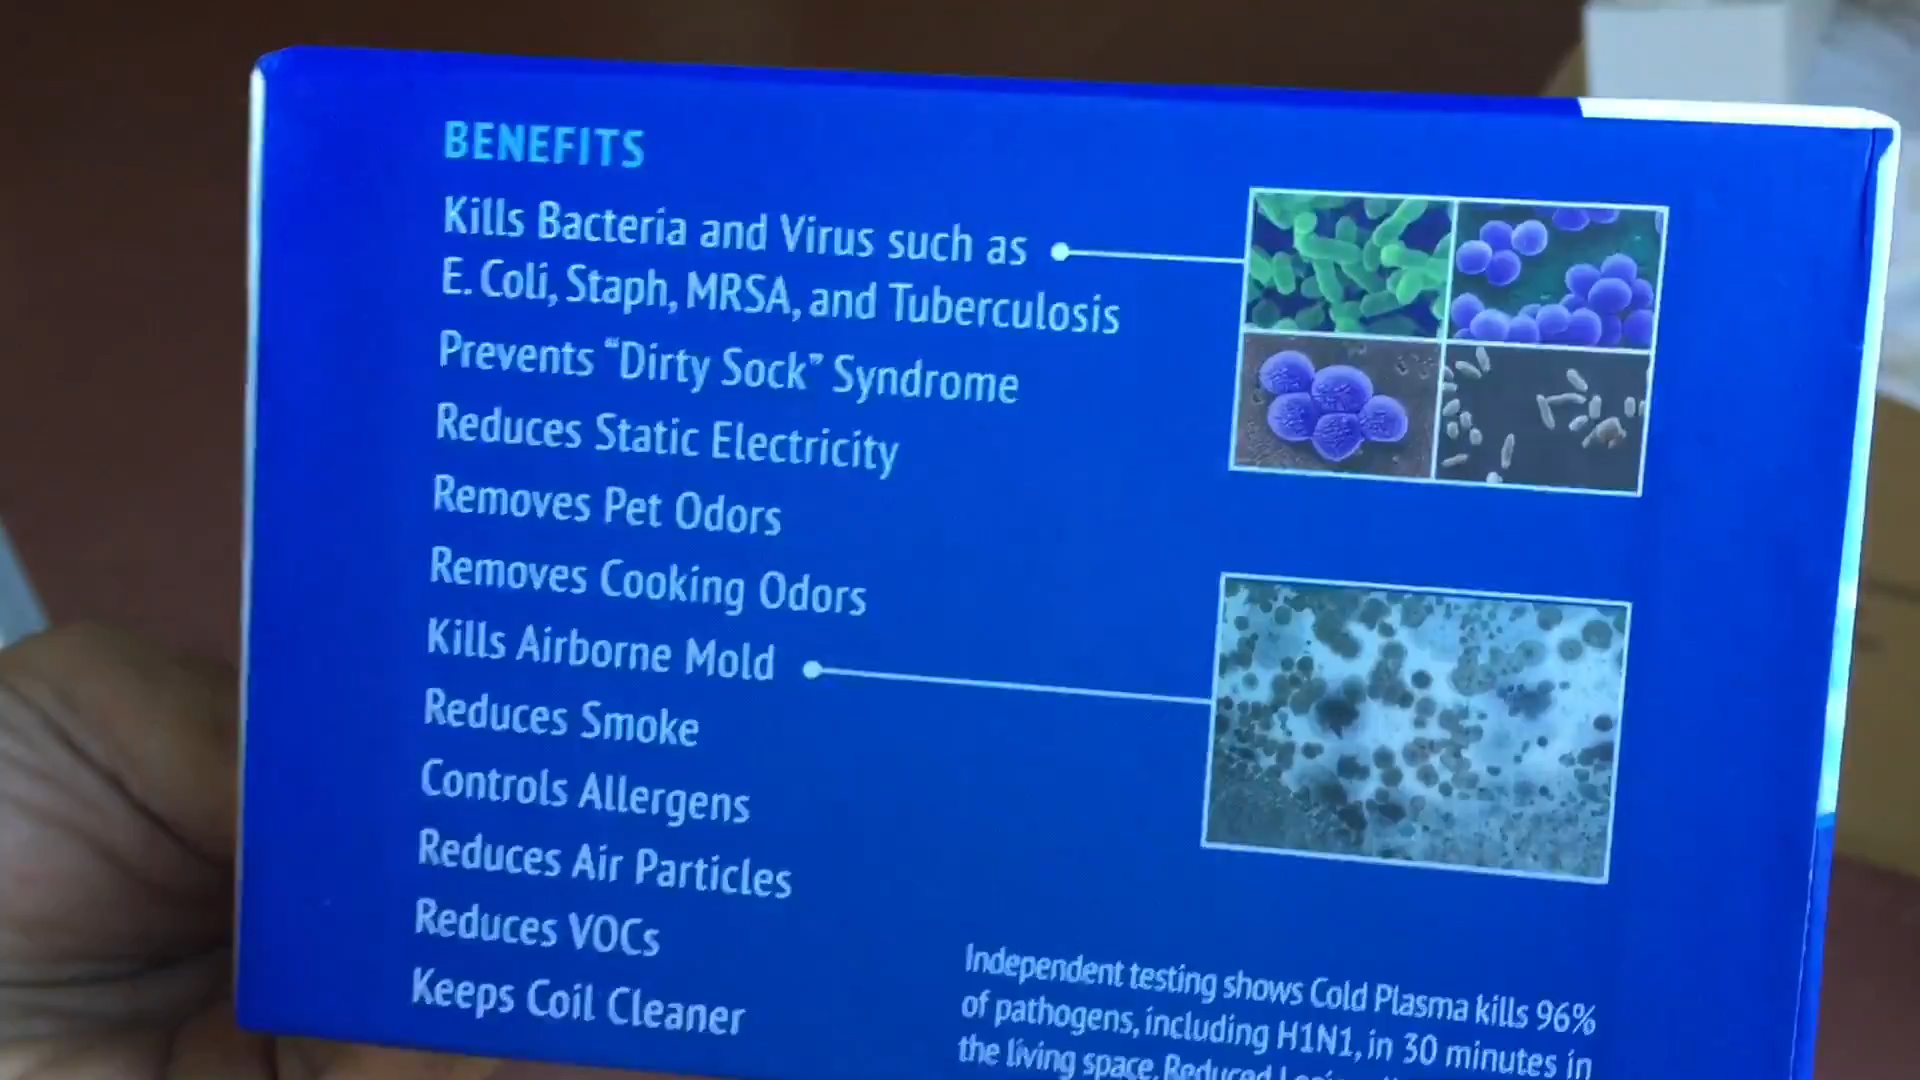 BENEFITS
Kills Bacteria and Virus such as
E. Coli, Staph, MRSA, and Tuberculosis
Prevents “Dirty Sock” Syndrome
Reduces Static Electricity
Removes Pet Odors
Removes Cooking Odors
Kills Airborne Mold
Reduces Smoke
Controls Allergens
Reduces Air Particles
Reduces VOCs
Keeps Coil Cleaner
Independent testing shows Cold Plasma kills 96%
of pathogens, including H1N1, in 30 minutes in
the living space. Reduced